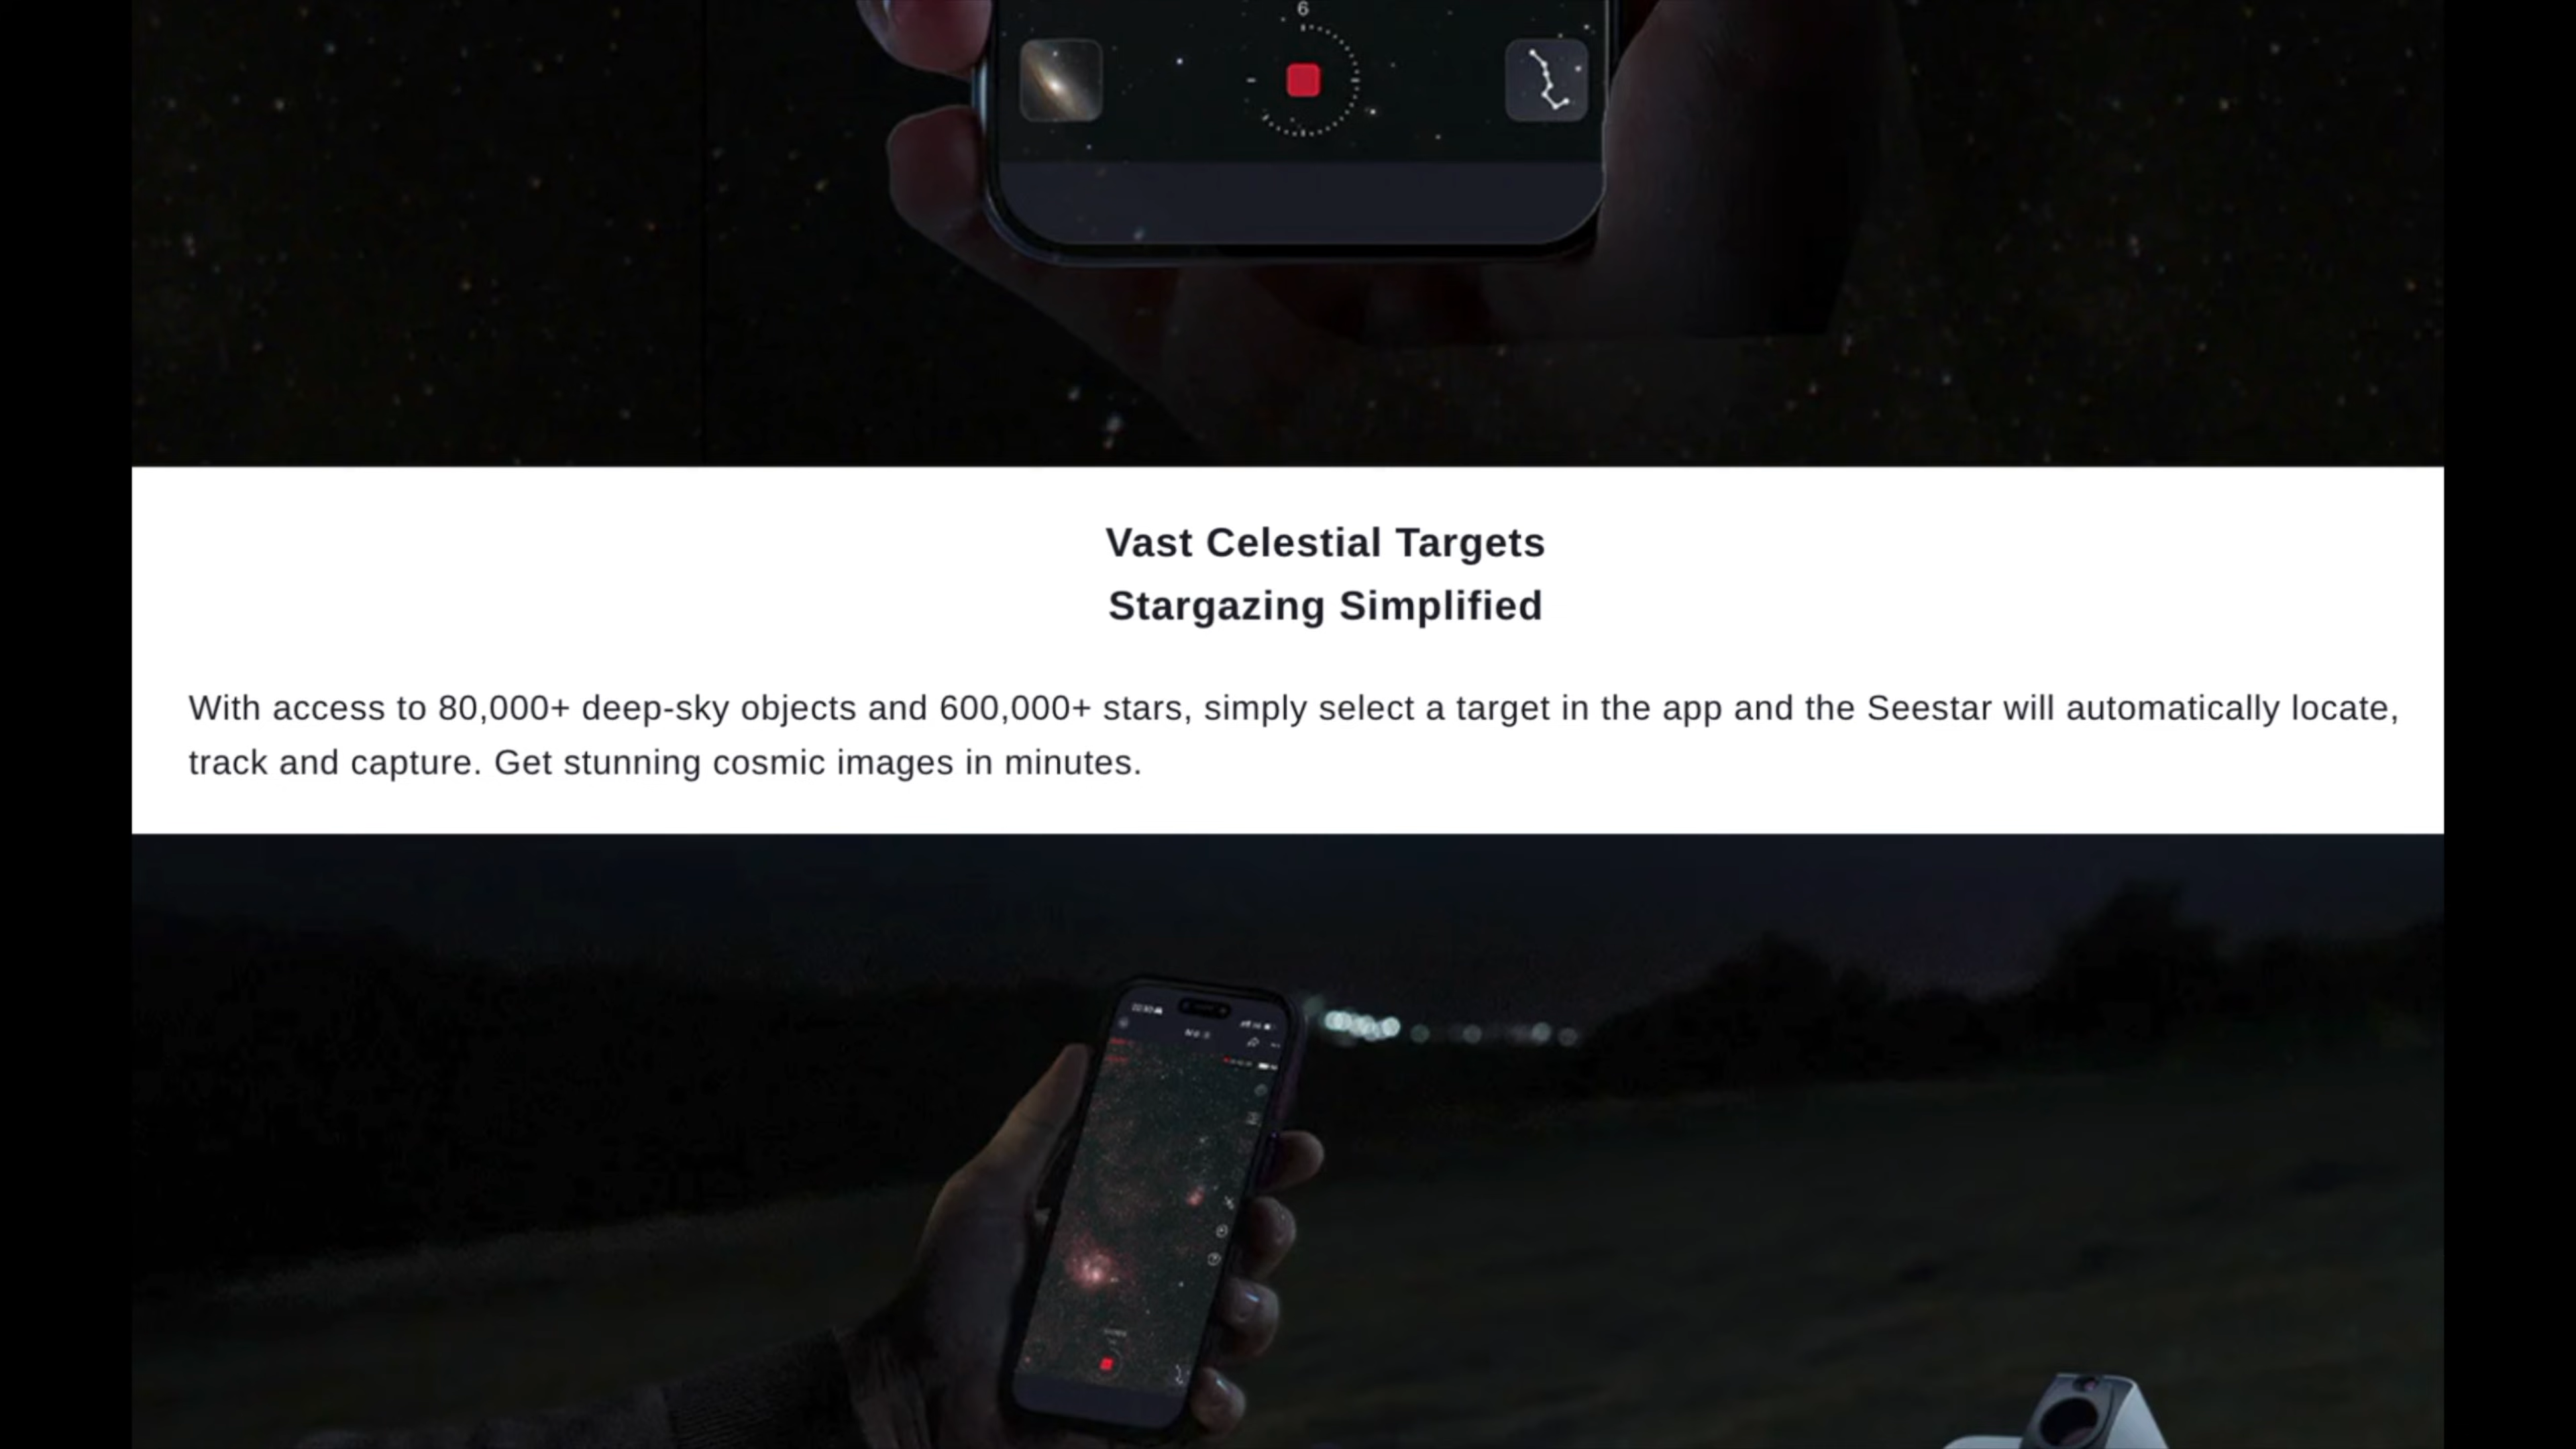 6
Vast Celestial Targets
Stargazing Simplified
With access to 80,000+ deep-sky objects and 600,000+ stars, simply select a target in the app and the Seestar will automatically locate,
track and capture. Get stunning cosmic images in minutes.